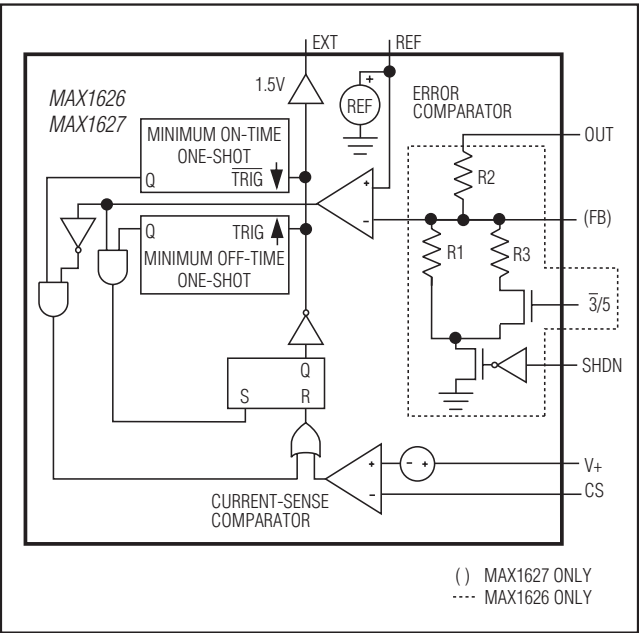 EXT
REF
1.5V
MAX1626
MAX1627
+
REF
ERROR
COMPARATOR
MINIMUM ON-TIME
ONE-SHOT
Q
T̅R̅I̅G̅
OUT
R2
+
−
(FB)
Q
TRIG
MINIMUM OFF-TIME
ONE-SHOT
R1
R3
3̅/5
SHDN
Q
S
R
+
−
- +
V+
CS
CURRENT-SENSE
COMPARATOR
( ) MAX1627 ONLY
---- MAX1626 ONLY